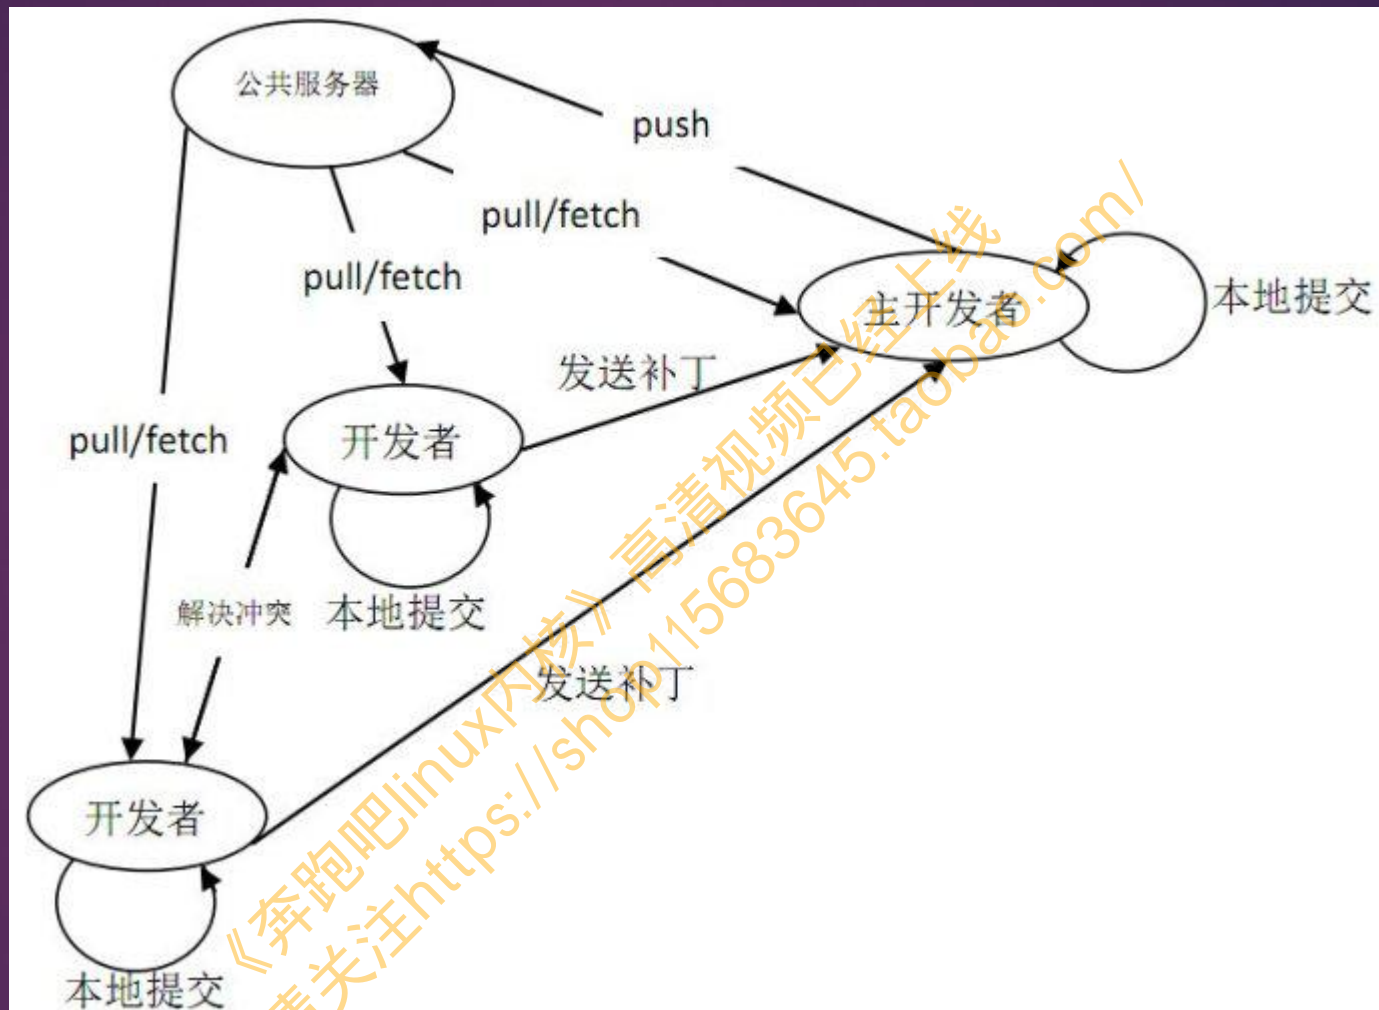 公共服务器
push
pull/fetch
pull/fetch
主开发者
本地提交
发送补丁
pull/fetch
开发者
解决冲突
本地提交
发送补丁
开发者
本地提交
《奔跑吧linux内核》高清视频已经上线
请关注https://shop115683645.taobao.com/